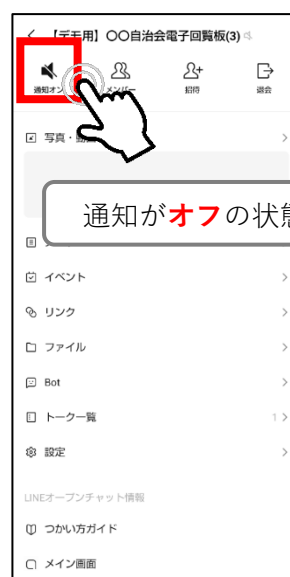 【デモ用】〇〇自治会電子回覧板(3)
通知オン
メンバー
招待
退会
写真・動画
通知がオフの状態
イベント
リンク
ファイル
Bot
トーク一覧
1
設定
LINEオープンチャット情報
つかい方ガイド
メイン画面